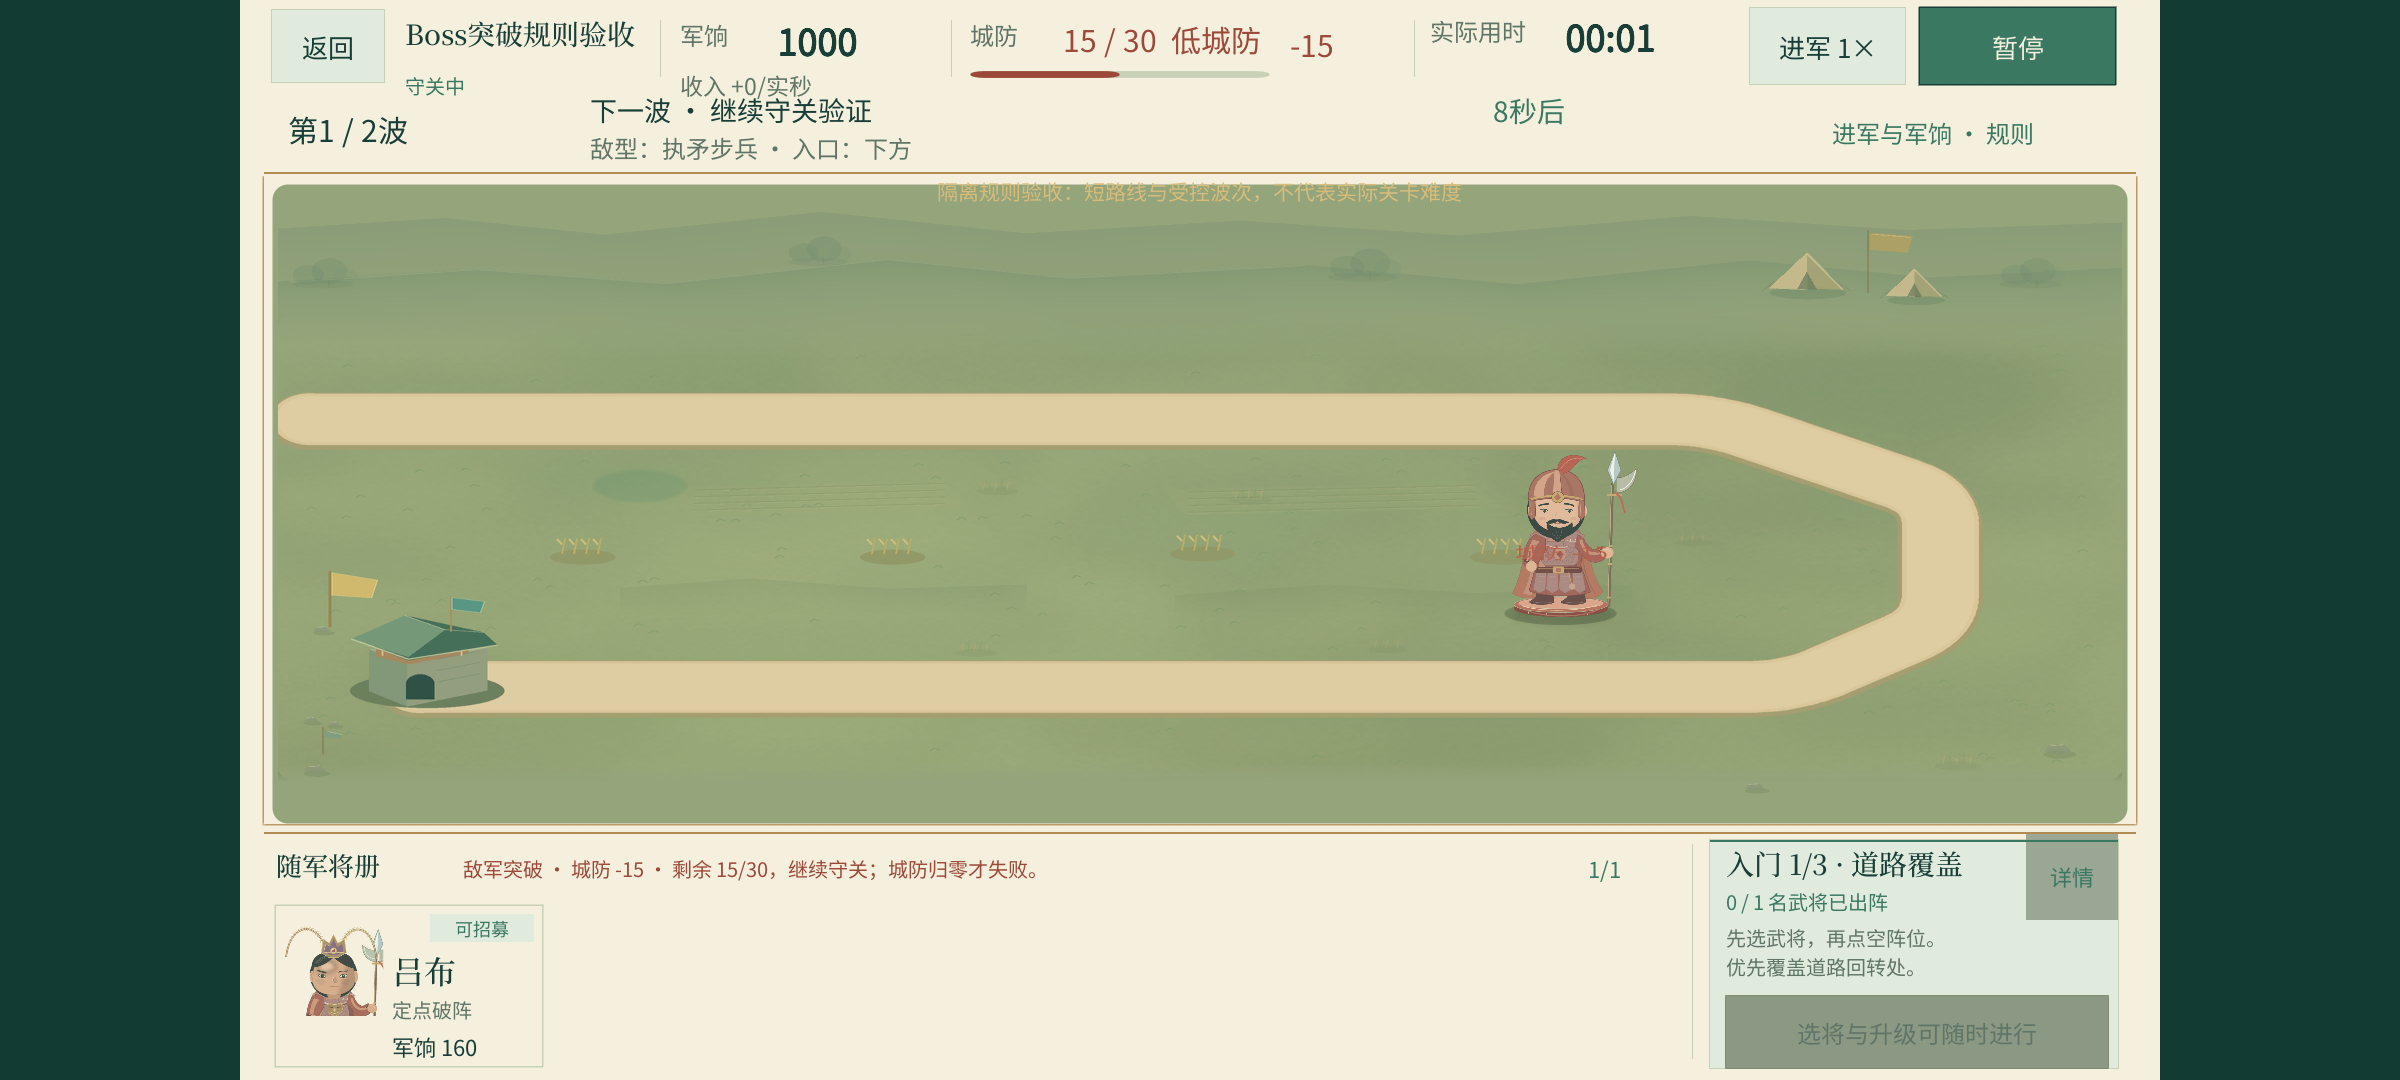 返回
Boss突破规则验收
守关中
军饷 1000
收入 +0/实秒
城防 15 / 30 低城防 -15
实际用时 00:01
进军 1×
暂停
第1 / 2波
下一波 · 继续守关验证
敌型：执矛步兵 · 入口：下方
8秒后
进军与军饷 · 规则
隔离规则验收：短路线与受控波次，不代表实际关卡难度
随军将册
敌军突破 · 城防 -15 · 剩余 15/30，继续守关；城防归零才失败。
1/1
可招募
吕布
定点破阵
军饷 160
入门 1/3 · 道路覆盖
详情
0 / 1 名武将已出阵
先选武将，再点空阵位。
优先覆盖道路回转处。
选将与升级可随时进行